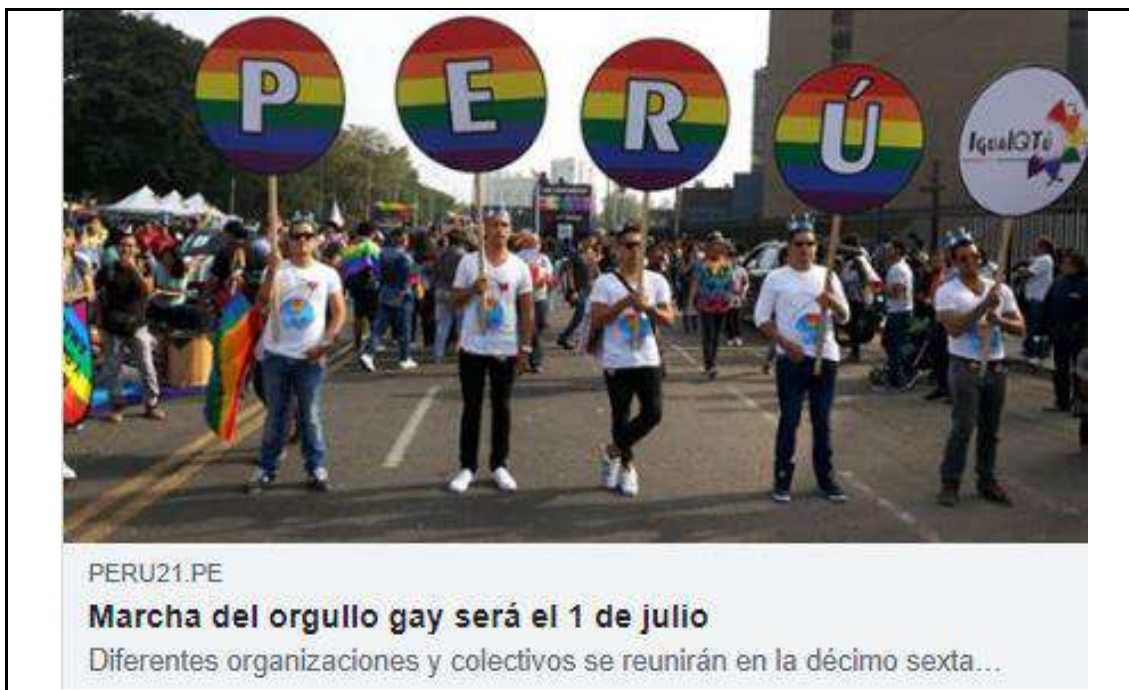 P E R Ú
IgualQTú
PERU21.PE
Marcha del orgullo gay será el 1 de julio
Diferentes organizaciones y colectivos se reunirán en la décimo sexta...